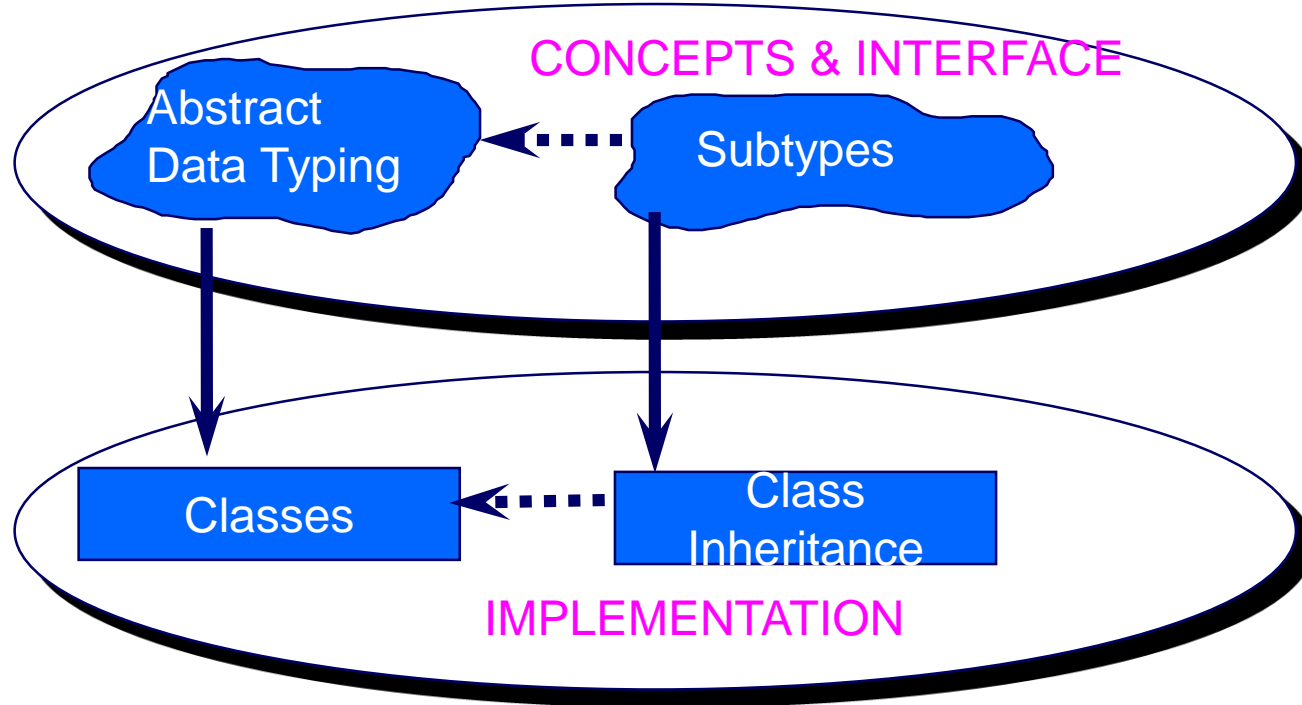 CONCEPTS & INTERFACE
Abstract
Data Typing
Subtypes
Classes
Class
Inheritance
IMPLEMENTATION